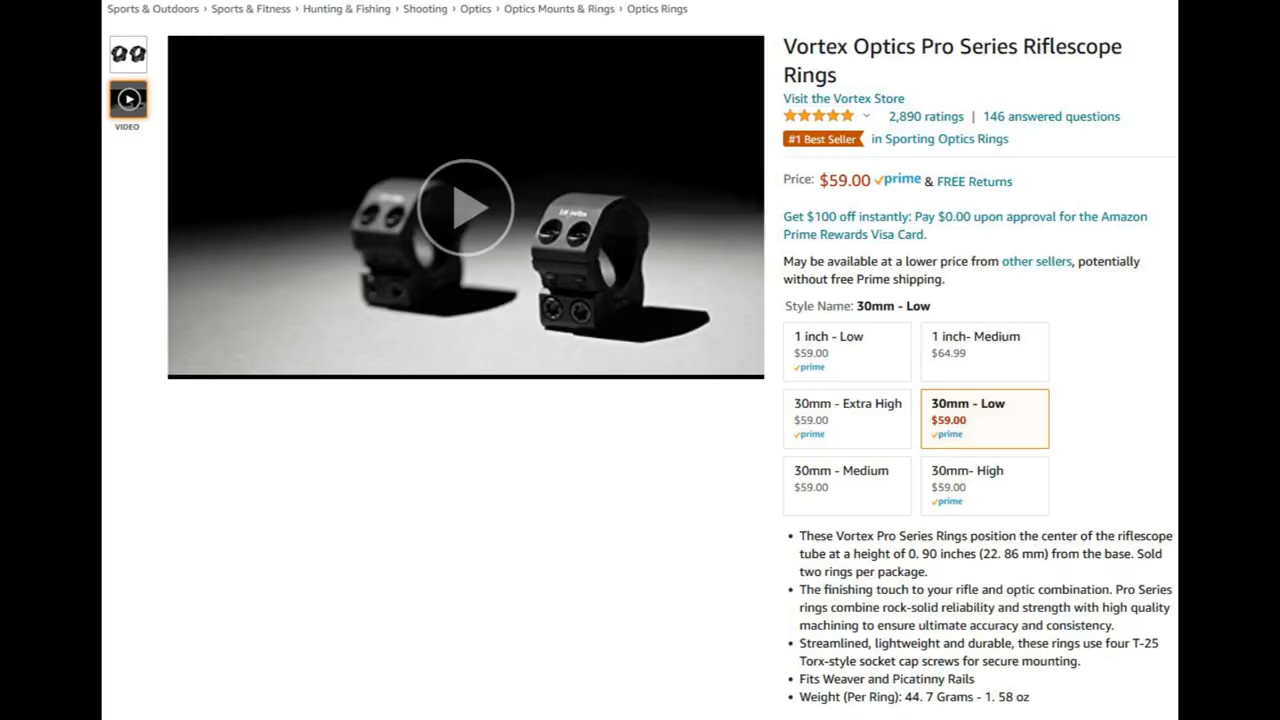 Sports & Outdoors › Sports & Fitness › Hunting & Fishing › Shooting › Optics › Optics Mounts & Rings › Optics Rings
VIDEO
Vortex Optics Pro Series Riflescope
Rings
Visit the Vortex Store
2,890 ratings | 146 answered questions
#1 Best Seller in Sporting Optics Rings
Price: $59.00 prime & FREE Returns
Get $100 off instantly: Pay $0.00 upon approval for the Amazon
Prime Rewards Visa Card.
May be available at a lower price from other sellers, potentially
without free Prime shipping.
Style Name: 30mm - Low
1 inch - Low
$59.00
prime
1 inch- Medium
$64.99
30mm - Extra High
$59.00
prime
30mm - Low
$59.00
prime
30mm - Medium
$59.00
30mm- High
$59.00
prime
• These Vortex Pro Series Rings position the center of the riflescope
tube at a height of 0. 90 inches (22. 86 mm) from the base. Sold
two rings per package.
• The finishing touch to your rifle and optic combination. Pro Series
rings combine rock-solid reliability and strength with high quality
machining to ensure ultimate accuracy and consistency.
• Streamlined, lightweight and durable, these rings use four T-25
Torx-style socket cap screws for secure mounting.
• Fits Weaver and Picatinny Rails
• Weight (Per Ring): 44. 7 Grams - 1. 58 oz